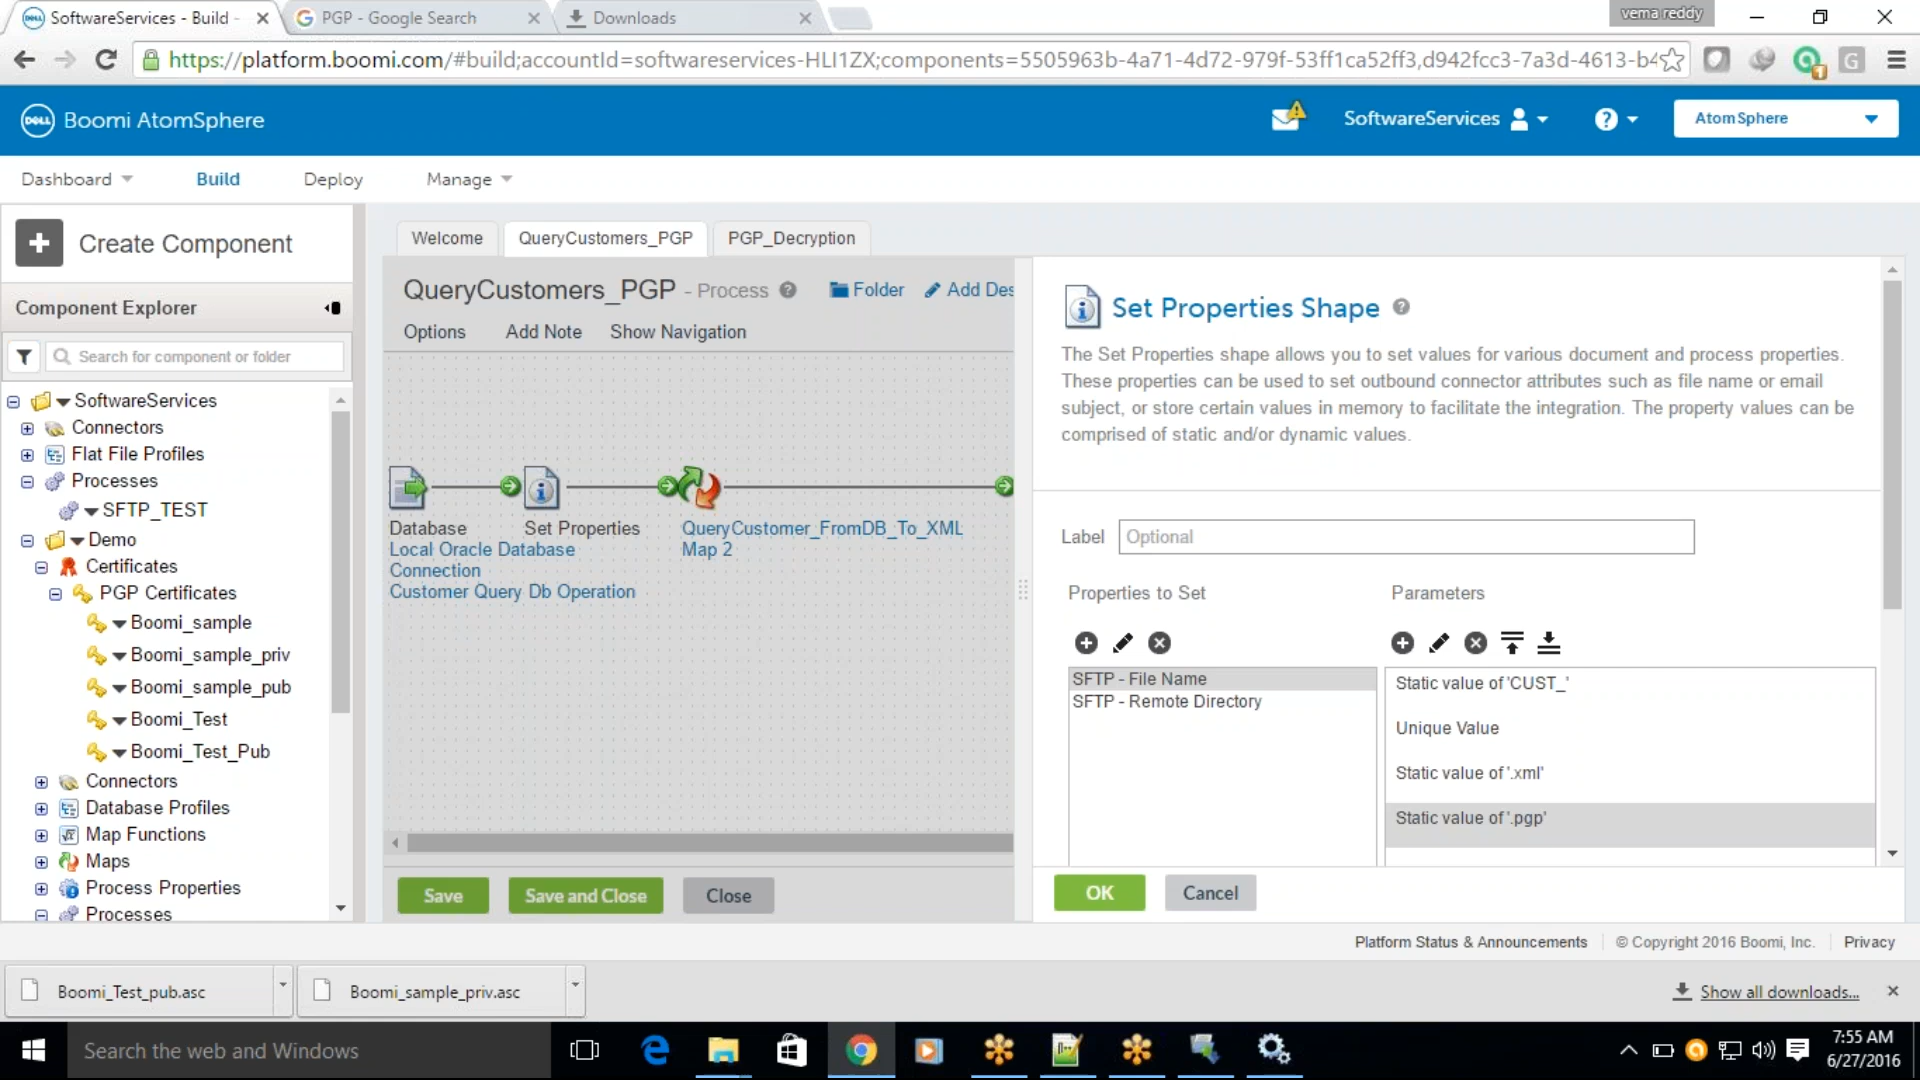 SoftwareServices - Build -
PGP - Google Search
Downloads
vema reddy
https://platform.boomi.com/#build;accountId=softwareservices-HLI1ZX;components=5505963b-4a71-4d72-979f-53ff1ca52ff3,d942fcc3-7a3d-4613-b4
DELL
Boomi AtomSphere
SoftwareServices
AtomSphere
Dashboard
Build
Deploy
Manage
Create Component
Component Explorer
Search for component or folder
SoftwareServices
Connectors
Flat File Profiles
Processes
SFTP_TEST
Demo
Certificates
PGP Certificates
Boomi_sample
Boomi_sample_priv
Boomi_sample_pub
Boomi_Test
Boomi_Test_Pub
Connectors
Database Profiles
Map Functions
Maps
Process Properties
Processes
Welcome
QueryCustomers_PGP
PGP_Decryption
QueryCustomers_PGP - Process
Folder
Add Des
Options
Add Note
Show Navigation
Database
Local Oracle Database
Connection
Customer Query Db Operation
Set Properties
QueryCustomer_FromDB_To_XML
Map 2
Save
Save and Close
Close
Set Properties Shape
The Set Properties shape allows you to set values for various document and process properties.
These properties can be used to set outbound connector attributes such as file name or email
subject, or store certain values in memory to facilitate the integration. The property values can be
comprised of static and/or dynamic values.
Label
Optional
Properties to Set
Parameters
SFTP - File Name
SFTP - Remote Directory
Static value of 'CUST_'
Unique Value
Static value of '.xml'
Static value of '.pgp'
OK
Cancel
Platform Status & Announcements
© Copyright 2016 Boomi, Inc.
Privacy
Boomi_Test_pub.asc
Boomi_sample_priv.asc
Show all downloads...
Search the web and Windows
7:55 AM
6/27/2016